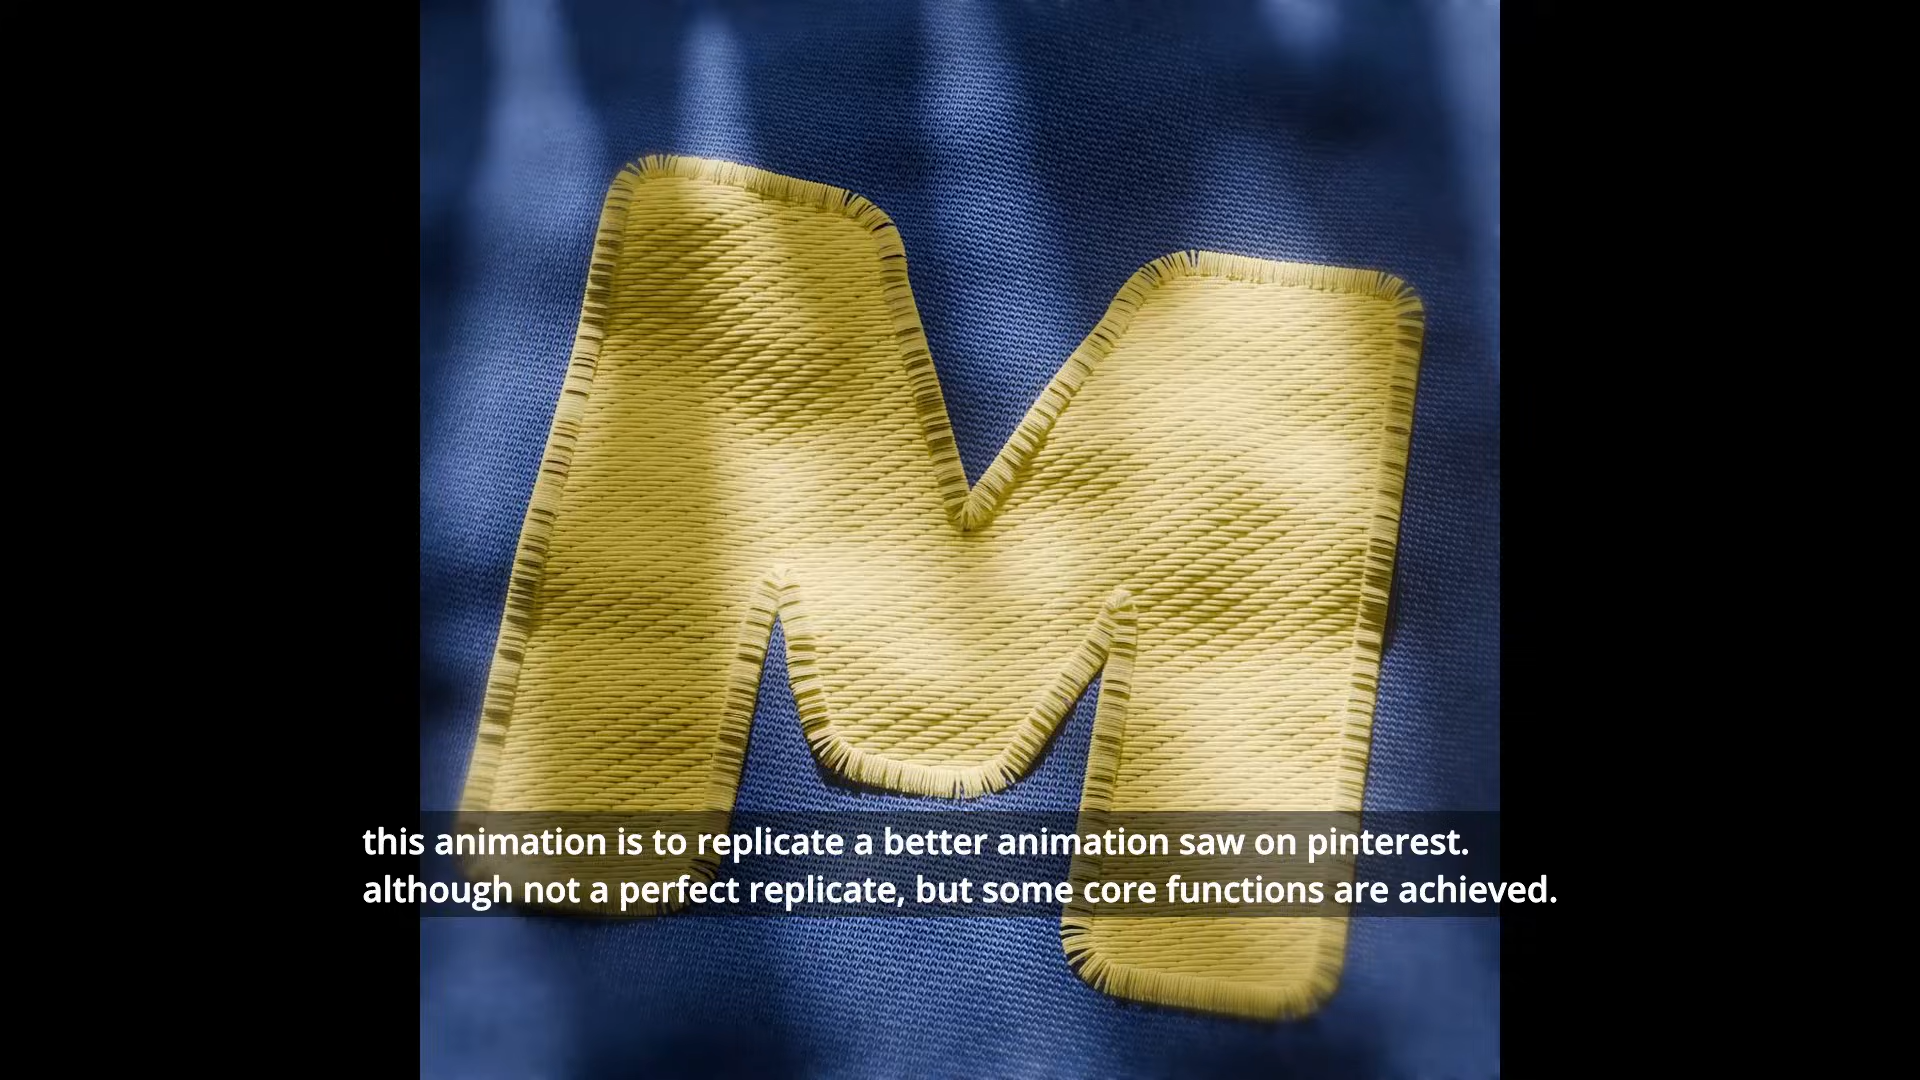 M
this animation is to replicate a better animation saw on pinterest.
although not a perfect replicate, but some core functions are achieved.